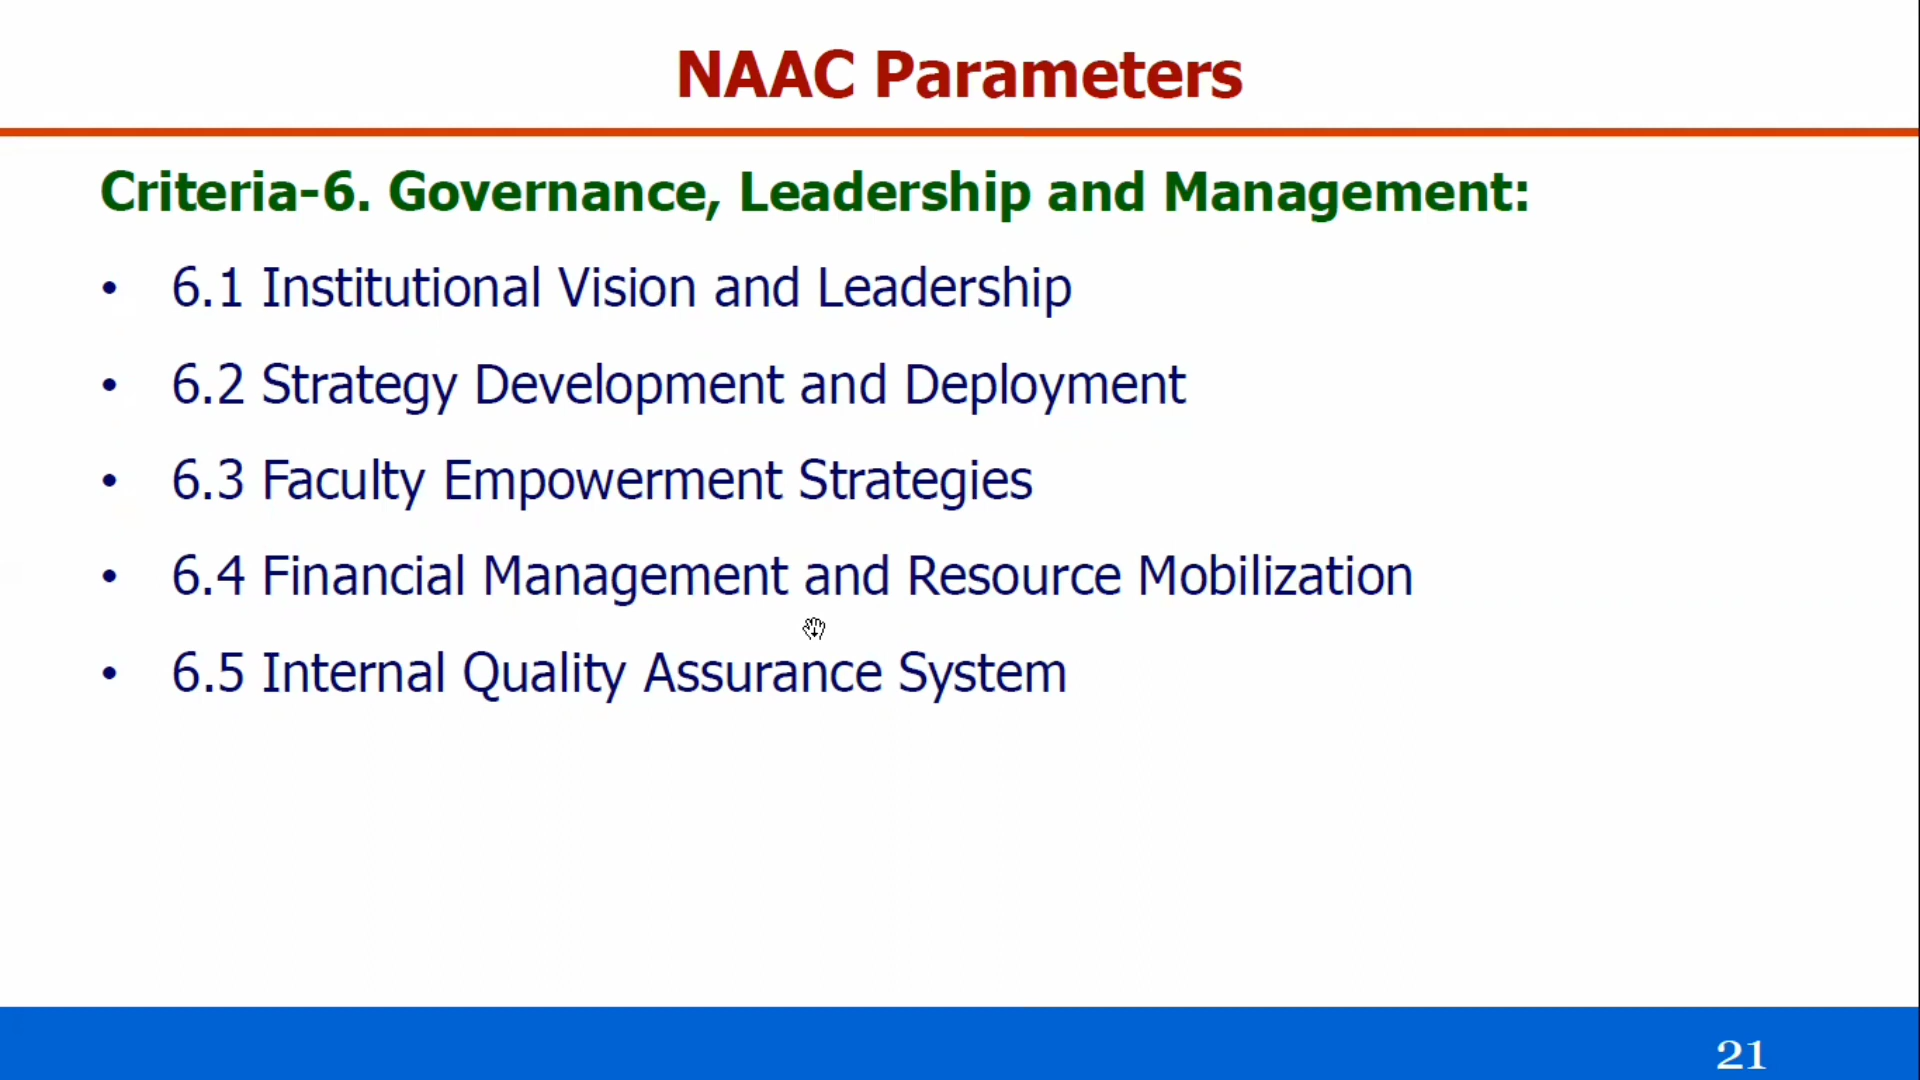 NAAC Parameters
Criteria-6. Governance, Leadership and Management:
• 6.1 Institutional Vision and Leadership
• 6.2 Strategy Development and Deployment
• 6.3 Faculty Empowerment Strategies
• 6.4 Financial Management and Resource Mobilization
• 6.5 Internal Quality Assurance System
21